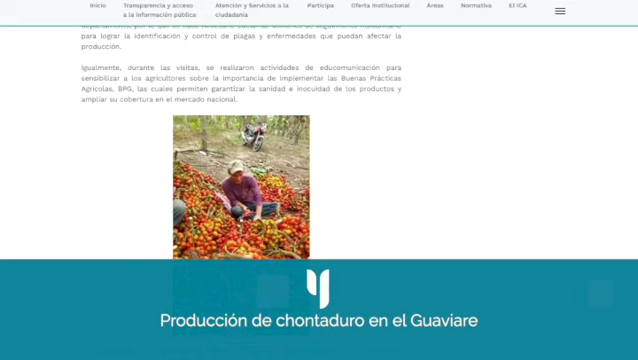 Inicio
Transparencia y acceso
a la información pública
Atención y Servicios a la
ciudadanía
Participa
Oferta Institucional
Áreas
Normativa
El ICA
para lograr la identificación y control de plagas y enfermedades que puedan afectar la
producción.
Igualmente, durante las visitas, se realizaron actividades de educomunicación para
sensibilizar a los agricultores sobre la importancia de implementar las Buenas Prácticas
Agrícolas, BPG, las cuales permiten garantizar la sanidad e inocuidad de los productos y
ampliar su cobertura en el mercado nacional.
Producción de chontaduro en el Guaviare